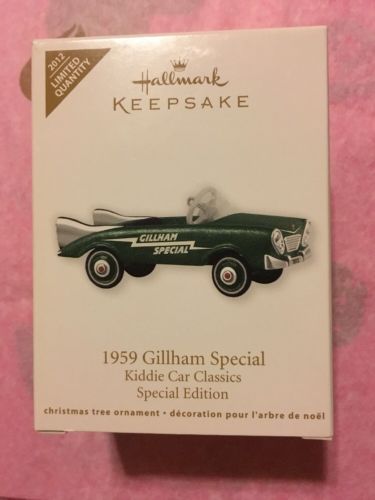 2012
LIMITED
QUANTITY
Hallmark
KEEPSAKE
GILLHAM
SPECIAL
1959 Gillham Special
Kiddie Car Classics
Special Edition
christmas tree ornament • décoration pour l'arbre de noël